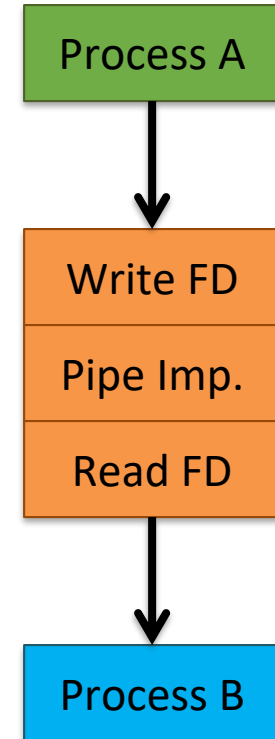 Process A
Write FD
Pipe Imp.
Read FD
Process B